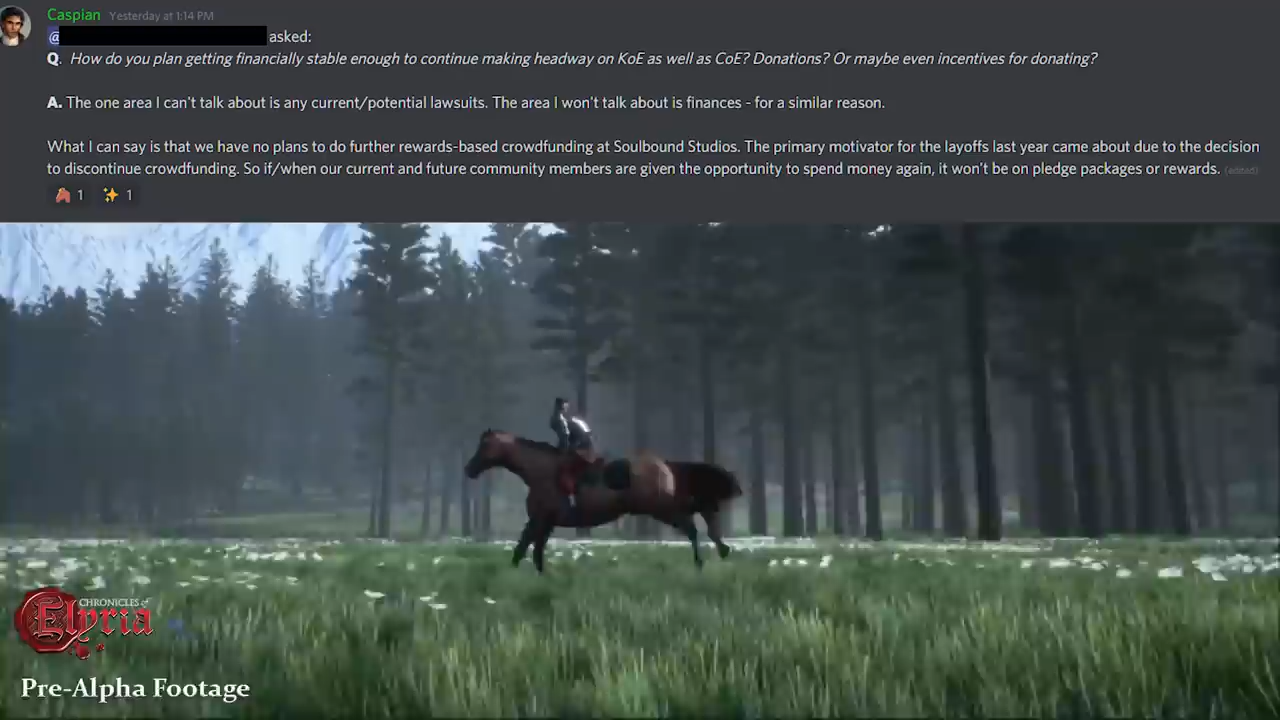 Caspian Yesterday at 1:14 PM
@ asked:
Q. How do you plan getting financially stable enough to continue making headway on KoE as well as CoE? Donations? Or maybe even incentives for donating?
A. The one area I can't talk about is any current/potential lawsuits. The area I won't talk about is finances - for a similar reason.
What I can say is that we have no plans to do further rewards-based crowdfunding at Soulbound Studios. The primary motivator for the layoffs last year came about due to the decision
to discontinue crowdfunding. So if/when our current and future community members are given the opportunity to spend money again, it won't be on pledge packages or rewards. (edited)
1 1
CHRONICLES of
Elyria
Pre-Alpha Footage